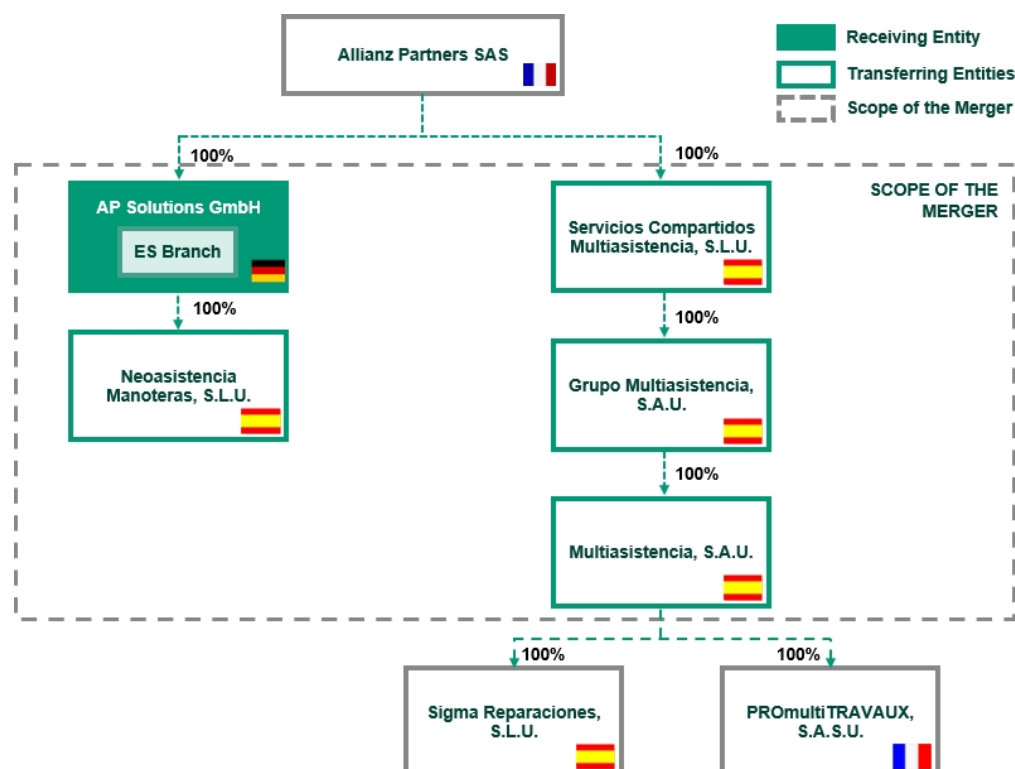 Allianz Partners SAS
Receiving Entity
Transferring Entities
Scope of the Merger
100%
100%
SCOPE OF THE
MERGER
AP Solutions GmbH
ES Branch
Servicios Compartidos
Multiasistencia, S.L.U.
100%
100%
Neoasistencia
Manoteras, S.L.U.
Grupo Multiasistencia,
S.A.U.
100%
Multiasistencia, S.A.U.
100%
100%
Sigma Reparaciones,
S.L.U.
PROmultiTRAVAUX,
S.A.S.U.